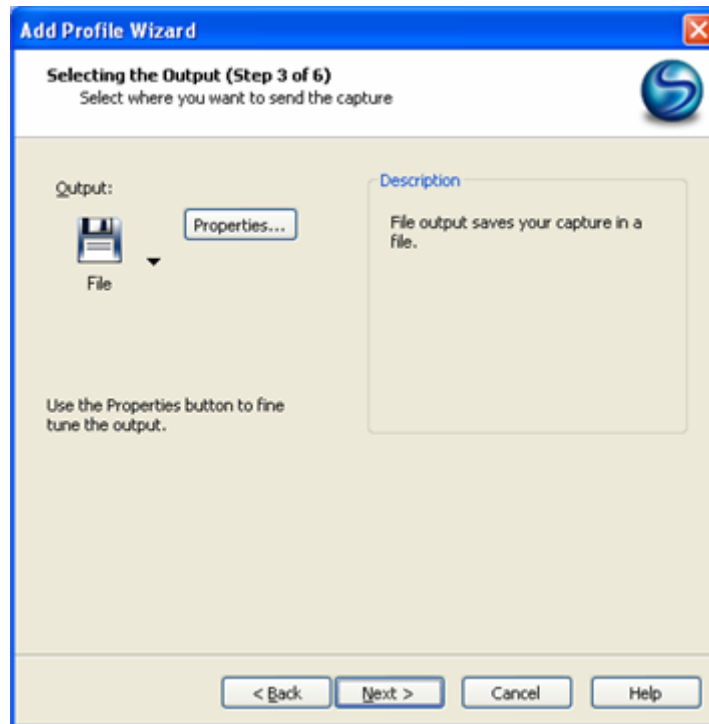 Add Profile Wizard
Selecting the Output (Step 3 of 6)
Select where you want to send the capture
Output:
Properties...
File
Description
File output saves your capture in a
file.
Use the Properties button to fine
tune the output.
< Back
Next >
Cancel
Help